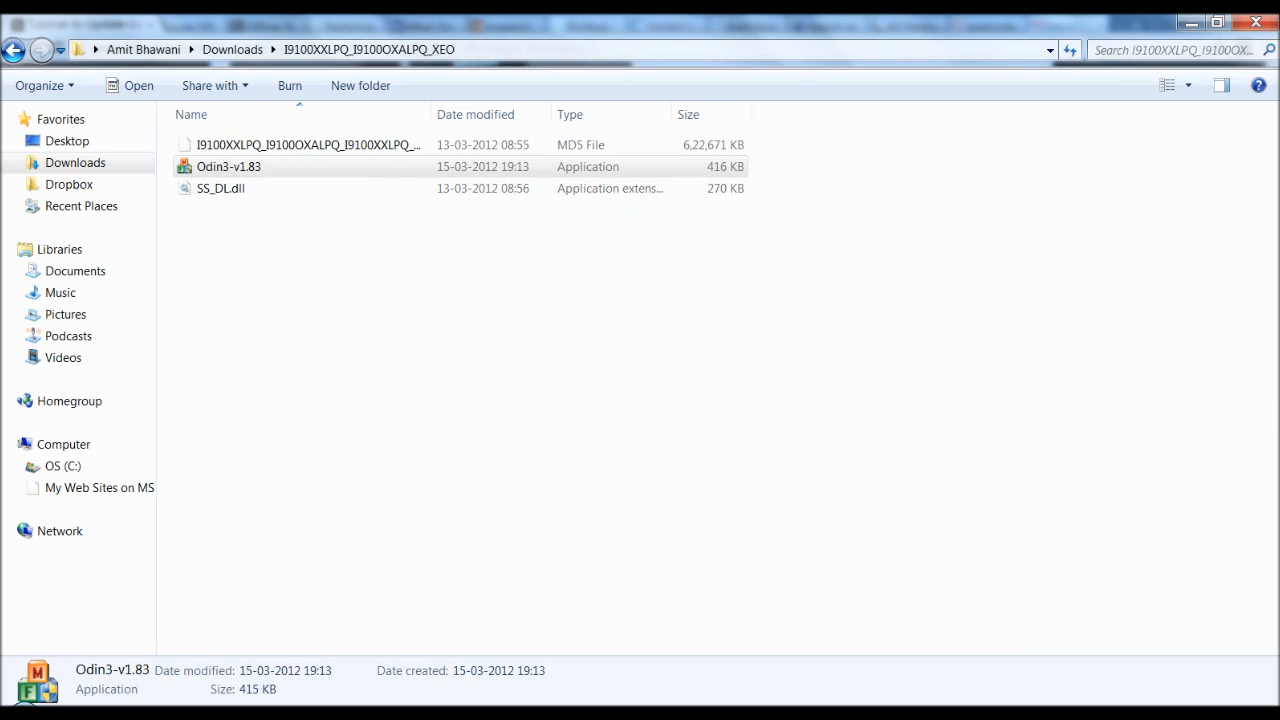 Amit Bhawani Downloads I9100XXLPQ_I9100OXALPQ_XEO Search I9100XXLPQ_I9100OX...
Organize Open Share with Burn New folder
Name Date modified Type Size
I9100XXLPQ_I9100OXALPQ_I9100XXLPQ_... 13-03-2012 08:55 MD5 File 6,22,671 KB
Odin3-v1.83 15-03-2012 19:13 Application 416 KB
SS_DL.dll 13-03-2012 08:56 Application extens... 270 KB
Favorites
Desktop
Downloads
Dropbox
Recent Places
Libraries
Documents
Music
Pictures
Podcasts
Videos
Homegroup
Computer
OS (C:)
My Web Sites on MS
Network
Odin3-v1.83 Date modified: 15-03-2012 19:13 Date created: 15-03-2012 19:13
Application Size: 415 KB